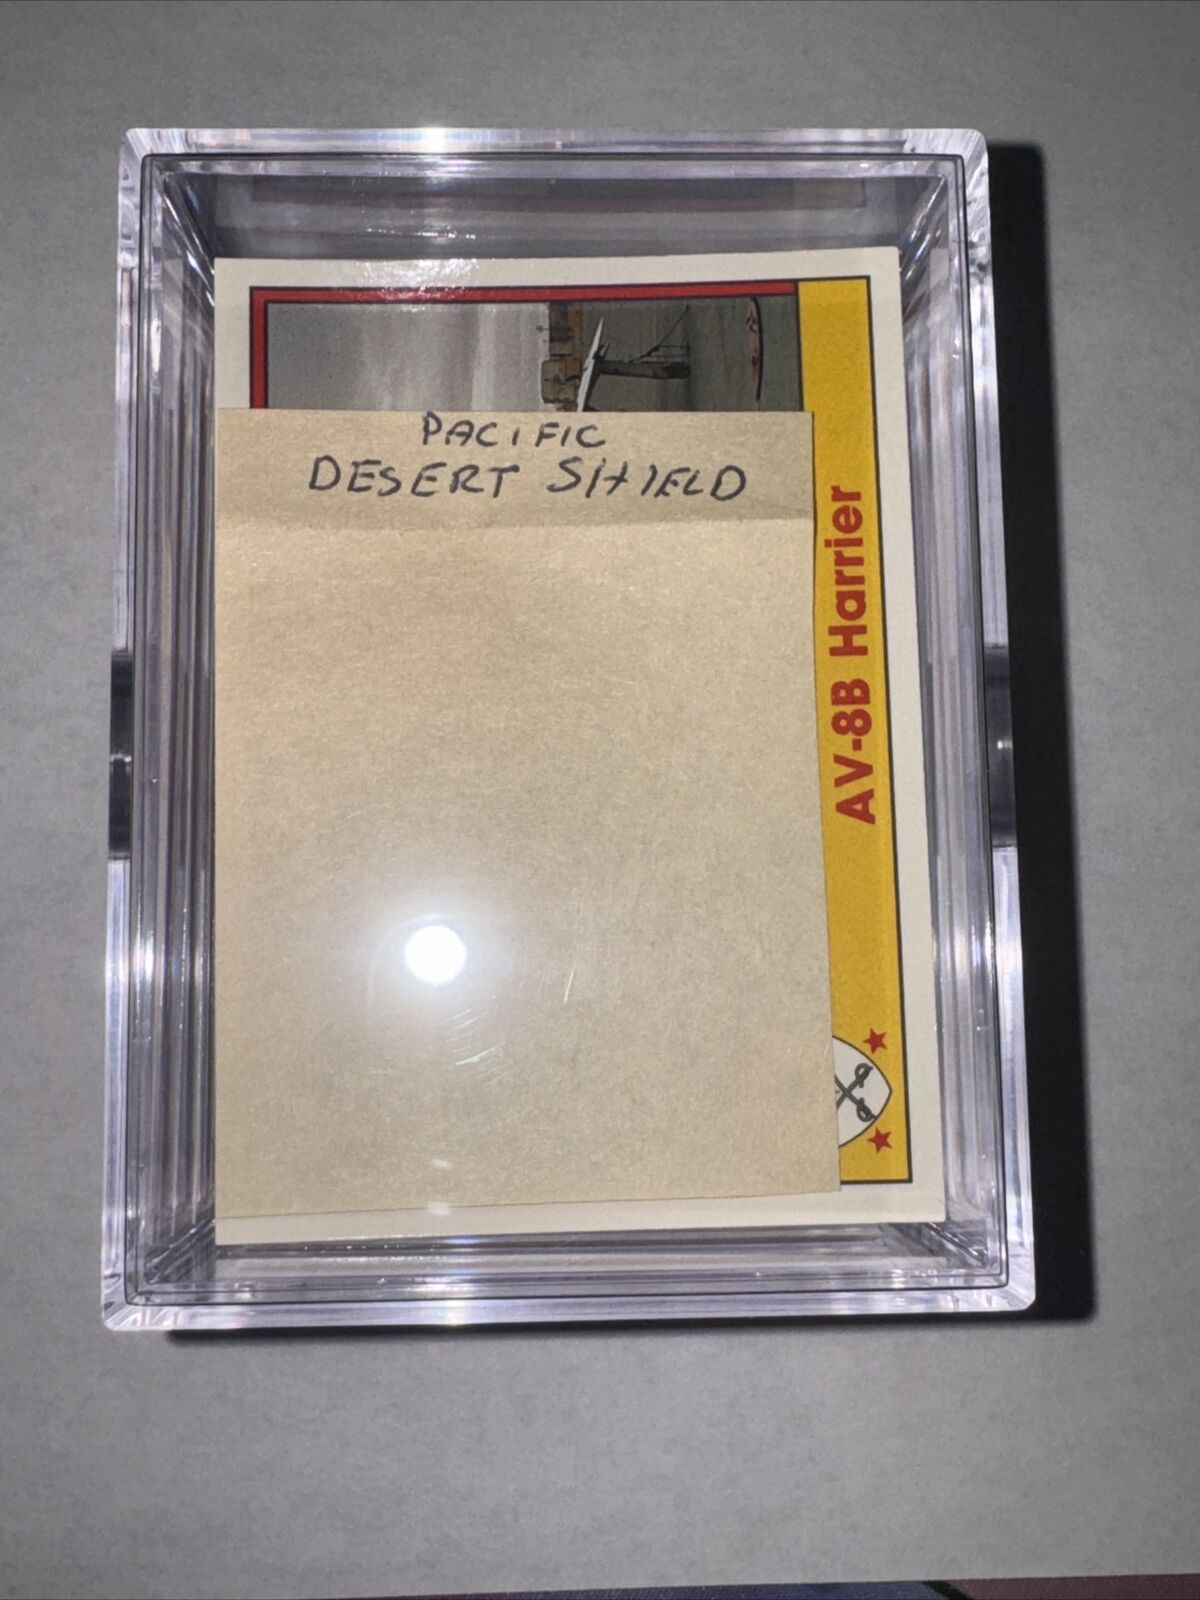 PACIFIC
DESERT SHIELD
AV-8B Harrier